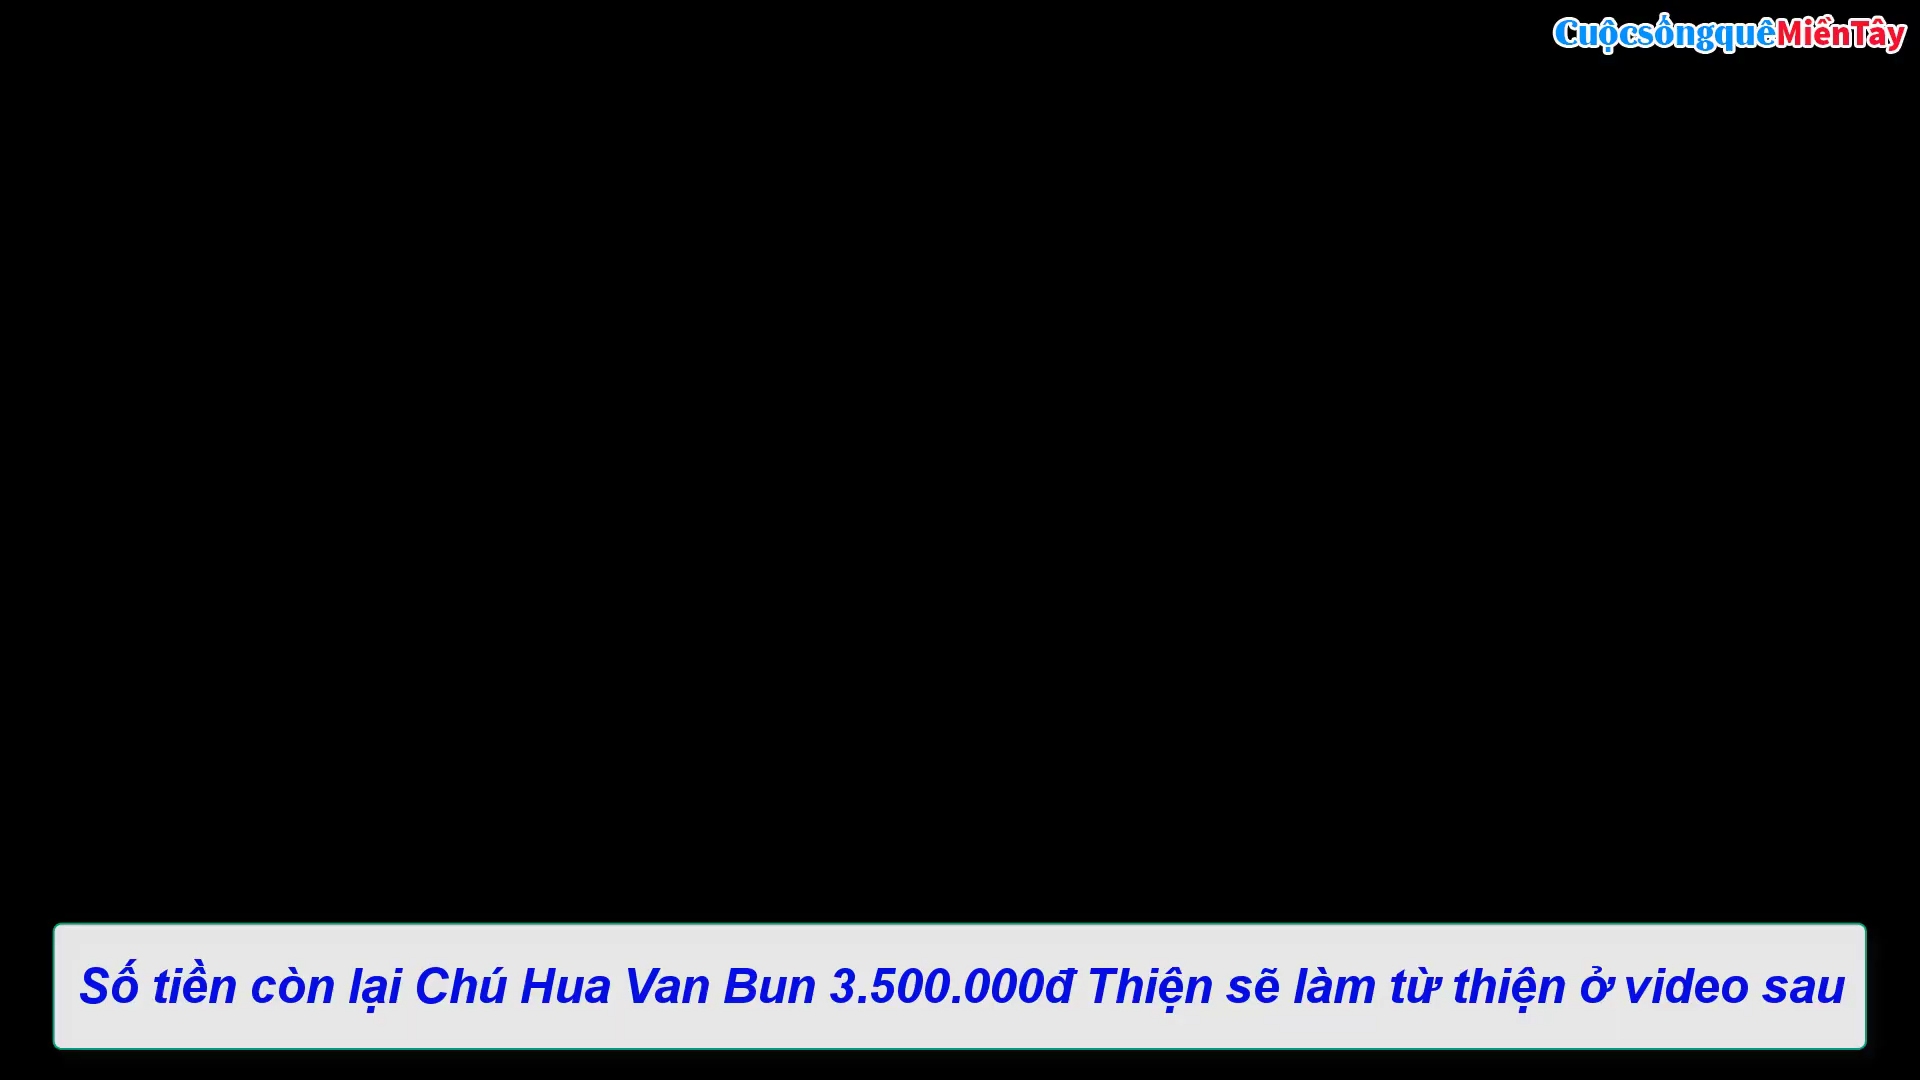 CuộcsốngquêMiềnTây
Số tiền còn lại Chú Hua Van Bun 3.500.000đ Thiện sẽ làm từ thiện ở video sau